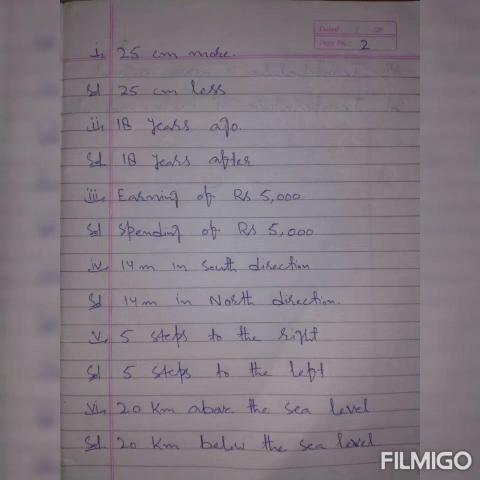 Page No. 2
i, 25 cm more.
Sol 25 cm less
ii, 18 years ago.
Sol 18 years after
iii, Earning of Rs 5,000.
Sol spending of Rs 5,000
iv, 14 m in south direction
Sol 14 m in North direction.
v, 5 steps to the right
Sol 5 steps to the left
vi, 20 Km above the sea level
Sol 20 Km below the sea level
FILMIGO